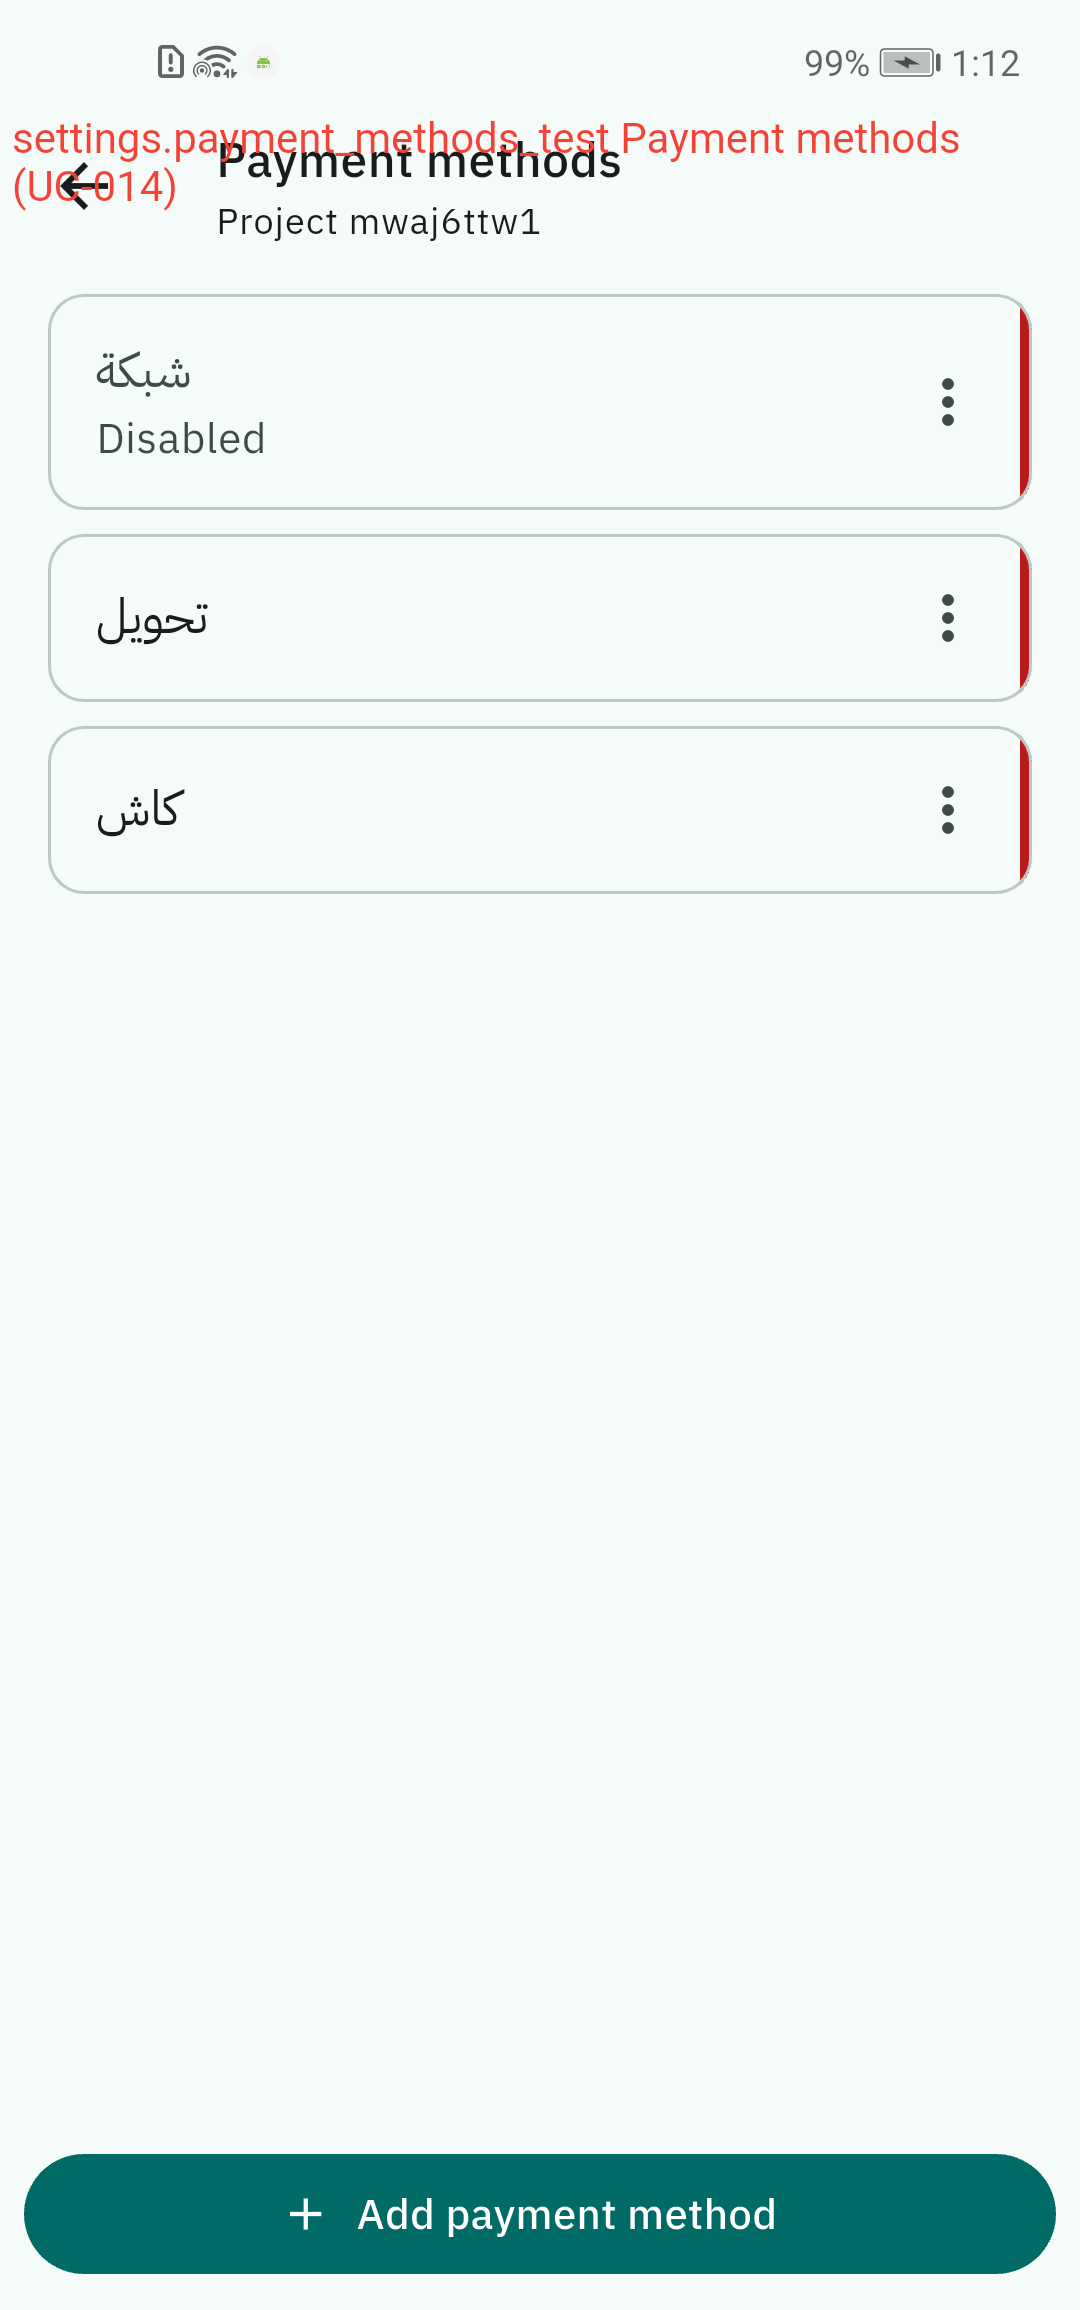 99% 1:12
settings.payment_methods_test Payment methods
(UC-014)
Payment methods
Project mwaj6ttw1
شبكة
Disabled
تحويل
كاش
+ Add payment method